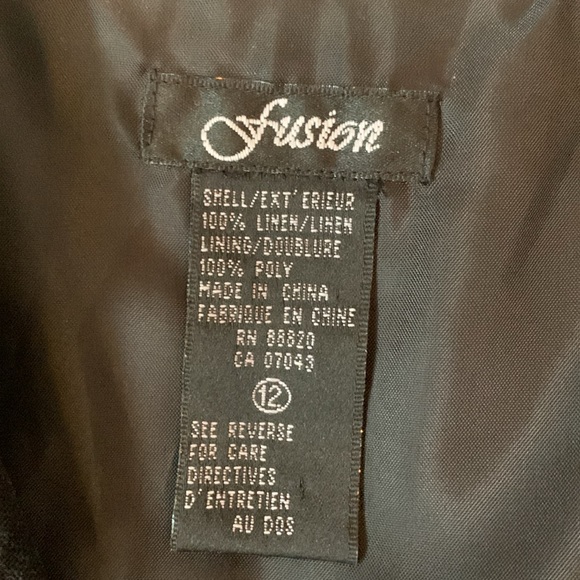 fusion
SHELL/EXT'ERIEUR
100% LINEN/LINEN
LINING/DOUBLURE
100% POLY
MADE IN CHINA
FABRIQUE EN CHINE
RN 88820
CA 07043
12
SEE REVERSE
FOR CARE
DIRECTIVES
D'ENTRETIEN
AU DOS